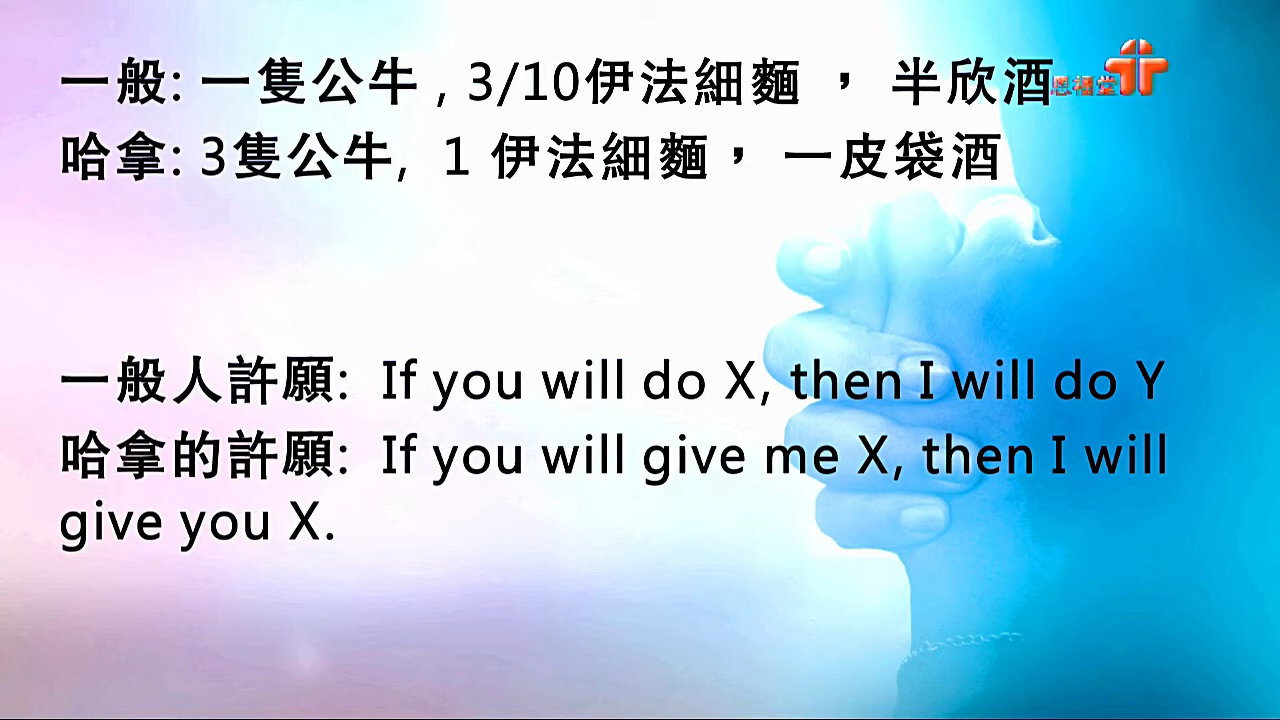 一般: 一隻公牛 , 3/10伊法細麵 , 半欣酒
恩福堂
哈拿: 3隻公牛, 1 伊法細麵, 一皮袋酒
一般人許願: If you will do X, then I will do Y
哈拿的許願: If you will give me X, then I will
give you X.